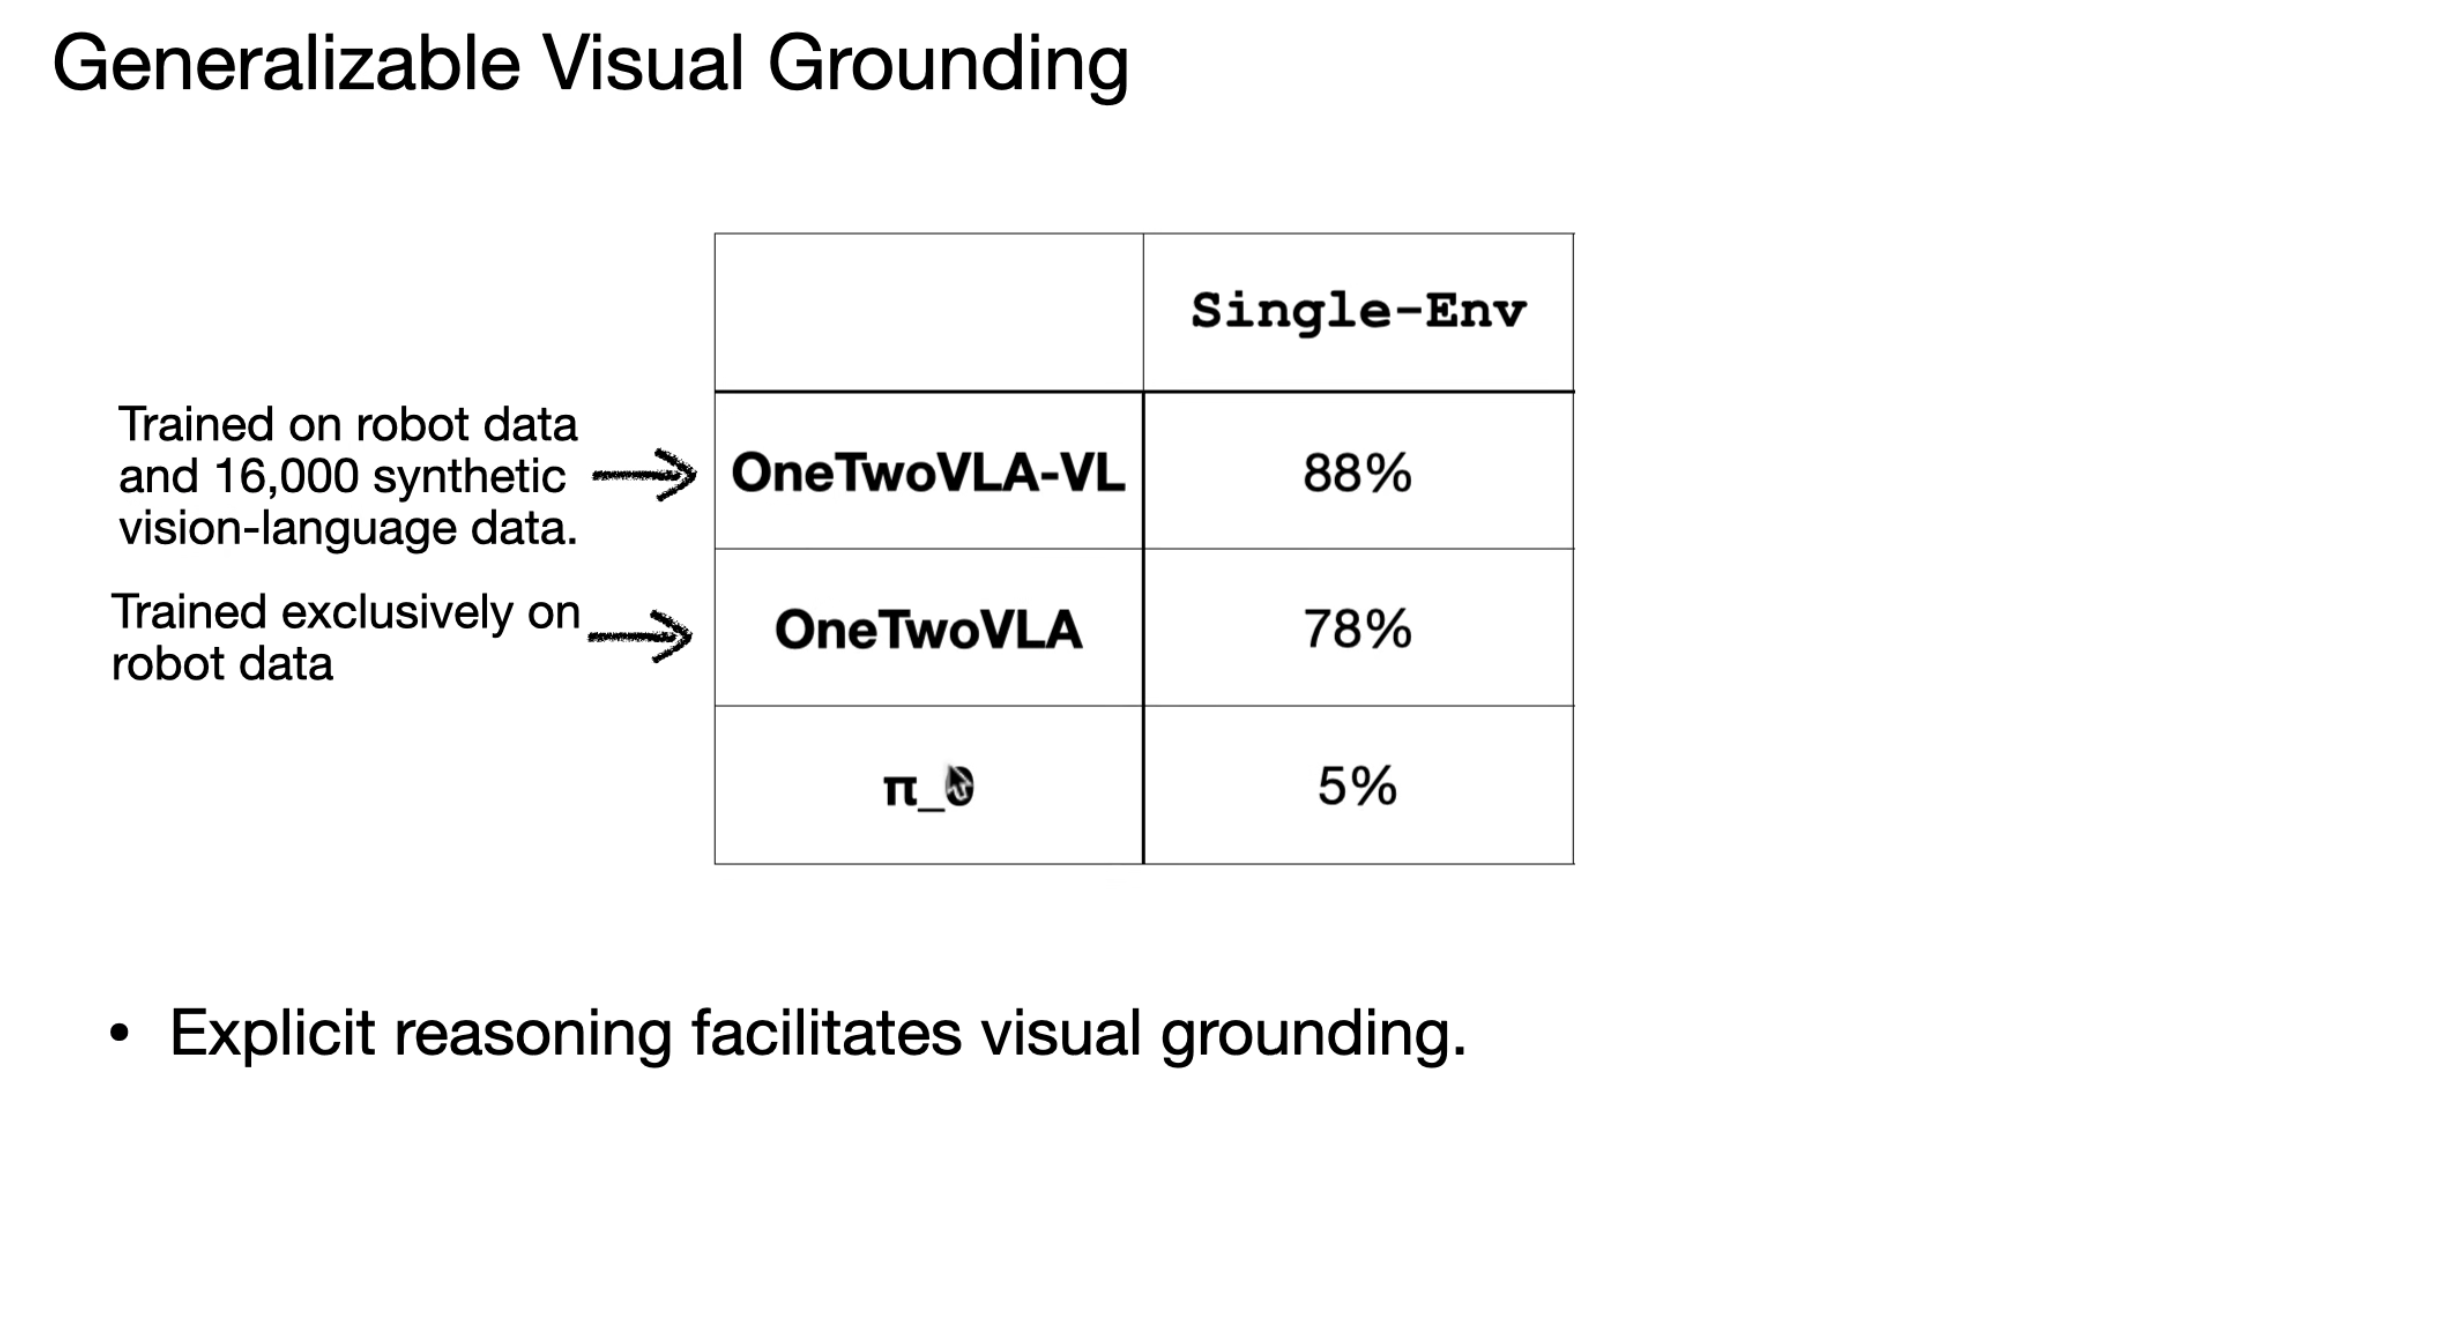 Generalizable Visual Grounding
Single-Env
Trained on robot data
and 16,000 synthetic
vision-language data.
OneTwoVLA-VL 88%
Trained exclusively on
robot data
OneTwoVLA 78%
π_0 5%
• Explicit reasoning facilitates visual grounding.